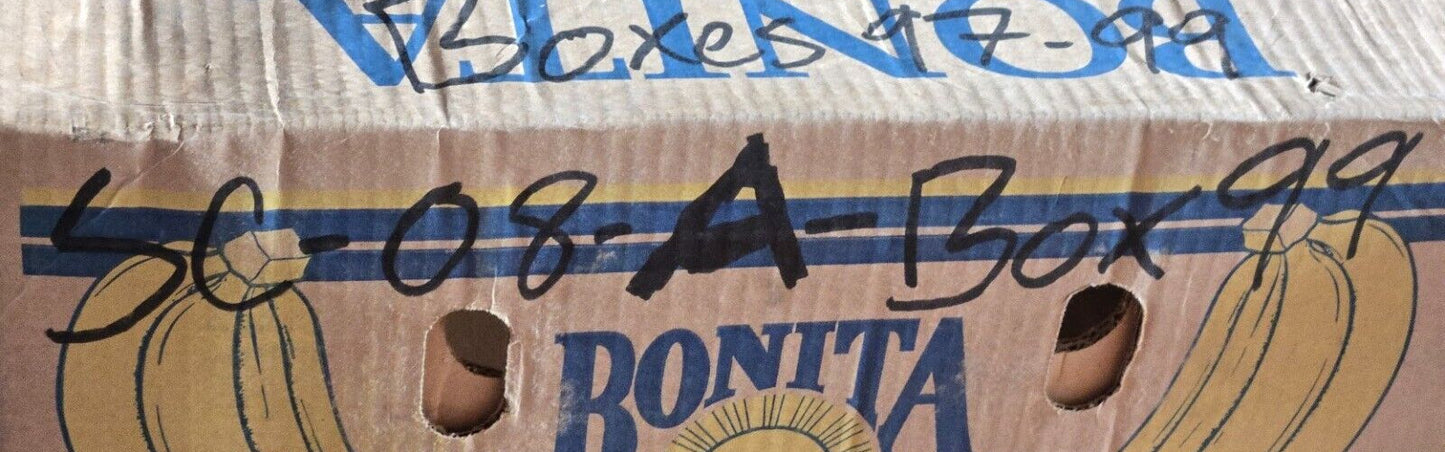 BONITA
Boxes 97-99
SC-08-A-Box 99
BONITA